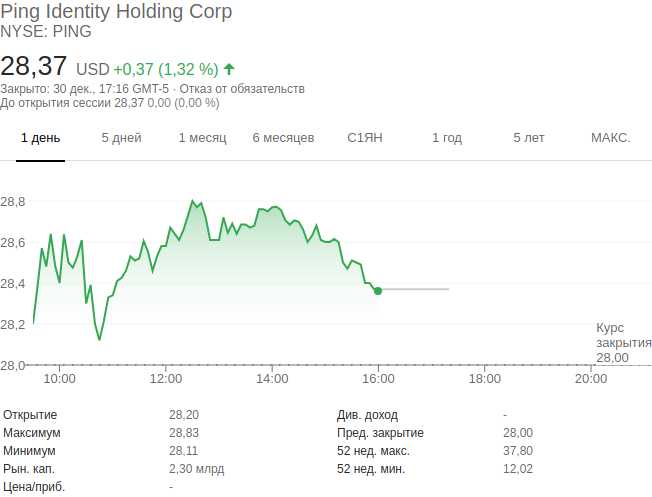 Ping Identity Holding Corp
NYSE: PING
28,37 USD +0,37 (1,32 %)
Закрыто: 30 дек., 17:16 GMT-5 · Отказ от обязательств
До открытия сессии 28,37 0,00 (0,00 %)
1 день 5 дней 1 месяц 6 месяцев С1ЯН 1 год 5 лет МАКС.
28,8
28,6
28,4
28,2
Курс
закрытия
28,00
28,0
10:00 12:00 14:00 16:00 18:00 20:00
Открытие 28,20 Див. доход -
Максимум 28,83 Пред. закрытие 28,00
Минимум 28,11 52 нед. макс. 37,80
Рын. кап. 2,30 млрд 52 нед. мин. 12,02
Цена/приб. -